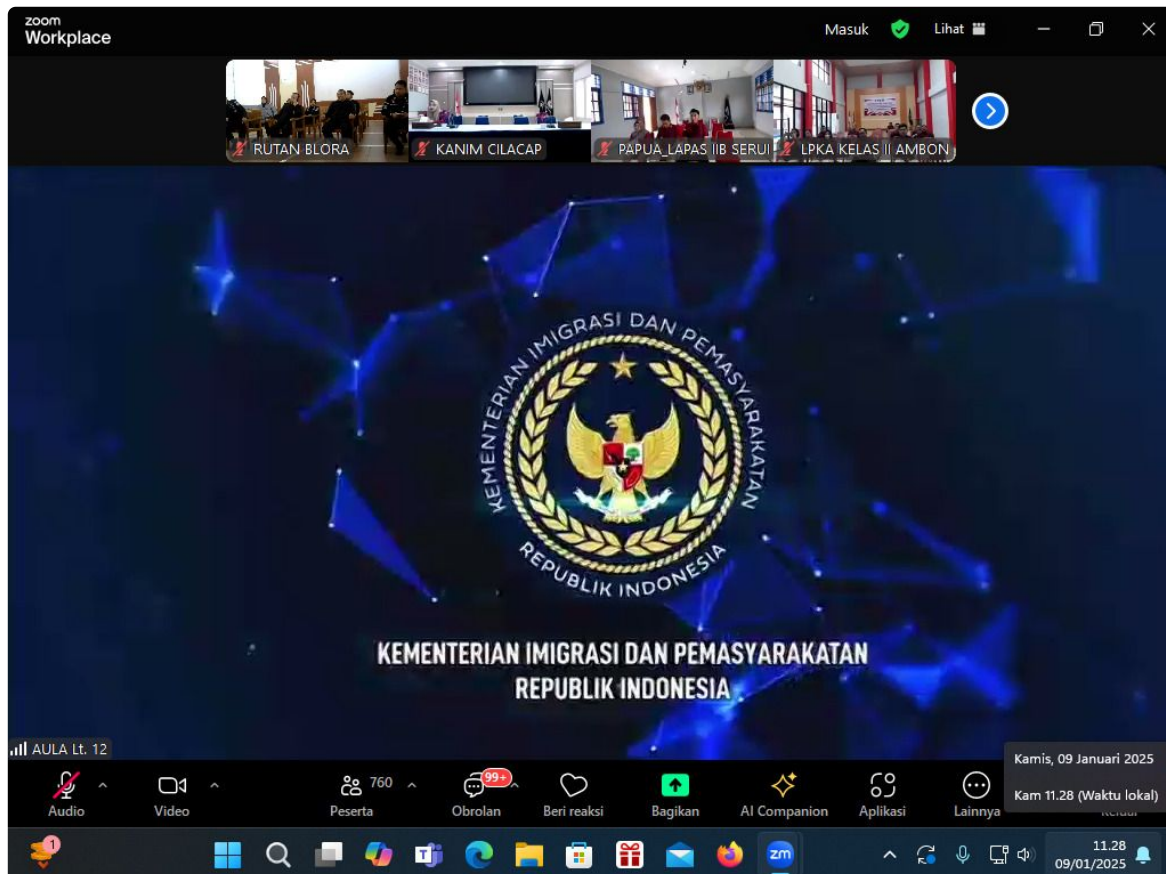 zoom
Workplace
Masuk
Lihat
RUTAN BLORA
KANIM CILACAP
PAPUA_LAPAS IIB SERUI
LPKA KELAS II AMBON
KEMENTERIAN IMIGRASI DAN PEMASYARAKATAN
REPUBLIK INDONESIA
KEMENTERIAN IMIGRASI DAN PEMASYARAKATAN
REPUBLIK INDONESIA
AULA Lt. 12
Kamis, 09 Januari 2025
Kam 11.28 (Waktu lokal)
760
99+
Audio
Video
Peserta
Obrolan
Beri reaksi
Bagikan
AI Companion
Aplikasi
Lainnya
1
zm
11.28
09/01/2025